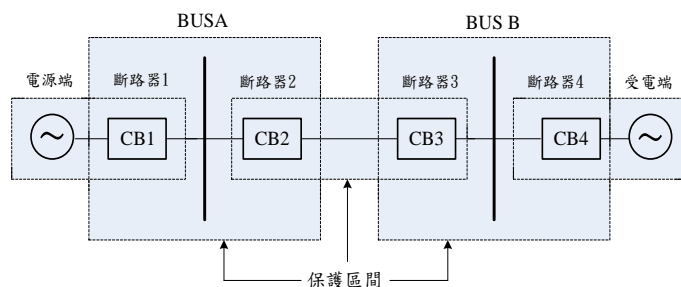 BUSA
BUS B
電源端
斷路器1
斷路器2
斷路器3
斷路器4
受電端
CB1
CB2
CB3
CB4
保護區間